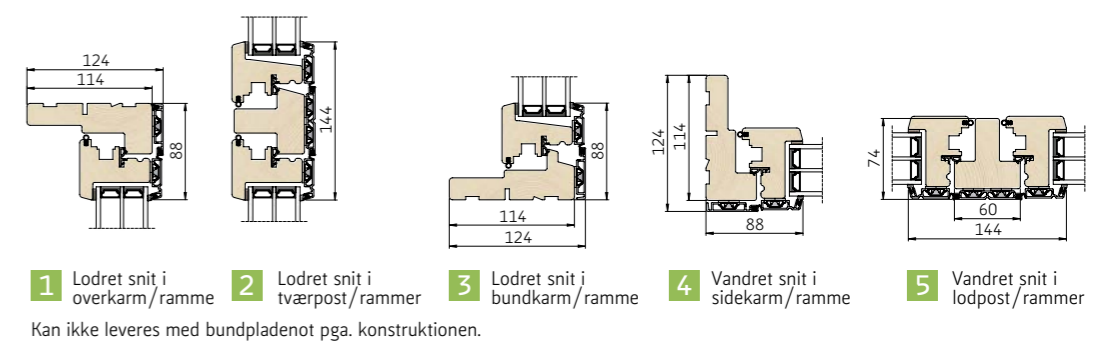 124
114
88
144
88
114
124
124
114
88
74
60
144
1 Lodret snit i
overkarm/ramme
2 Lodret snit i
tværpost/rammer
3 Lodret snit i
bundkarm/ramme
4 Vandret snit i
sidekarm/ramme
5 Vandret snit i
lodpost/rammer
Kan ikke leveres med bundpladenot pga. konstruktionen.